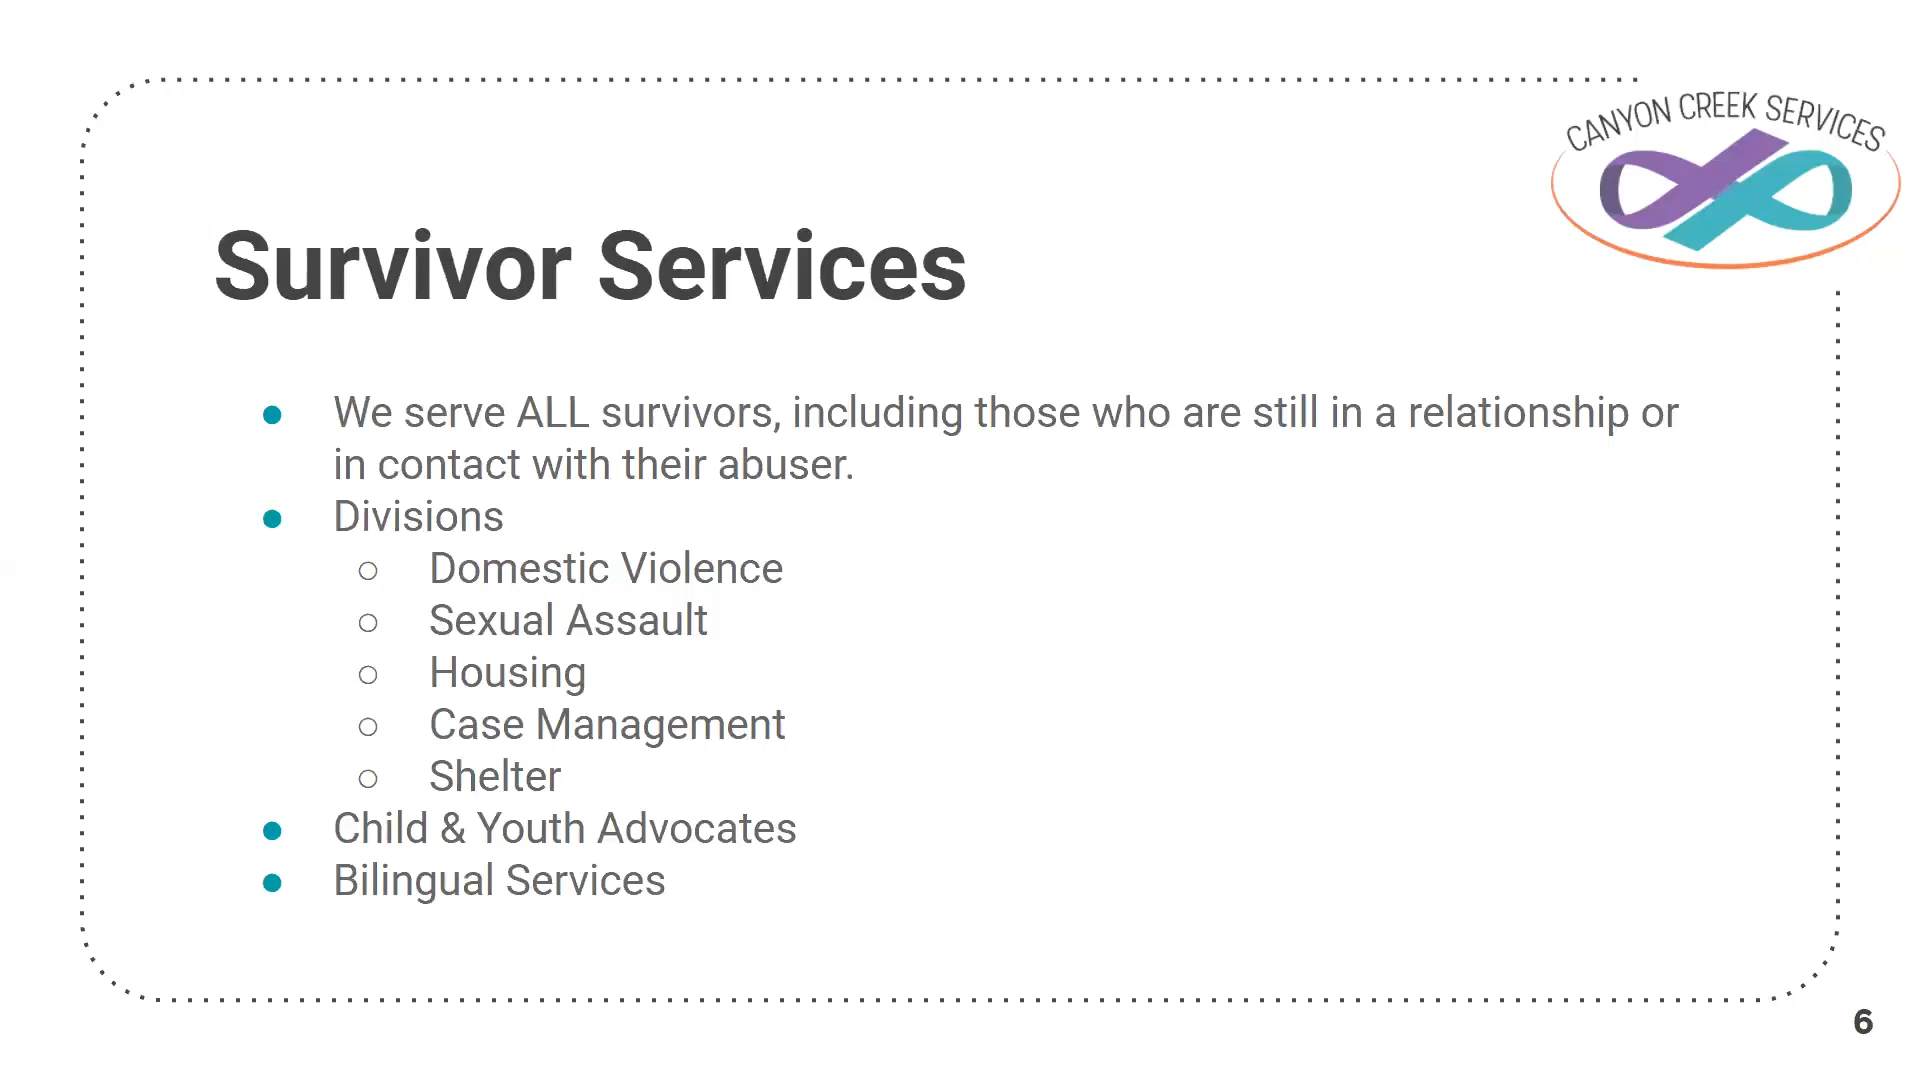 CANYON CREEK SERVICES
Survivor Services
● We serve ALL survivors, including those who are still in a relationship or
in contact with their abuser.
● Divisions
○ Domestic Violence
○ Sexual Assault
○ Housing
○ Case Management
○ Shelter
● Child & Youth Advocates
● Bilingual Services
6